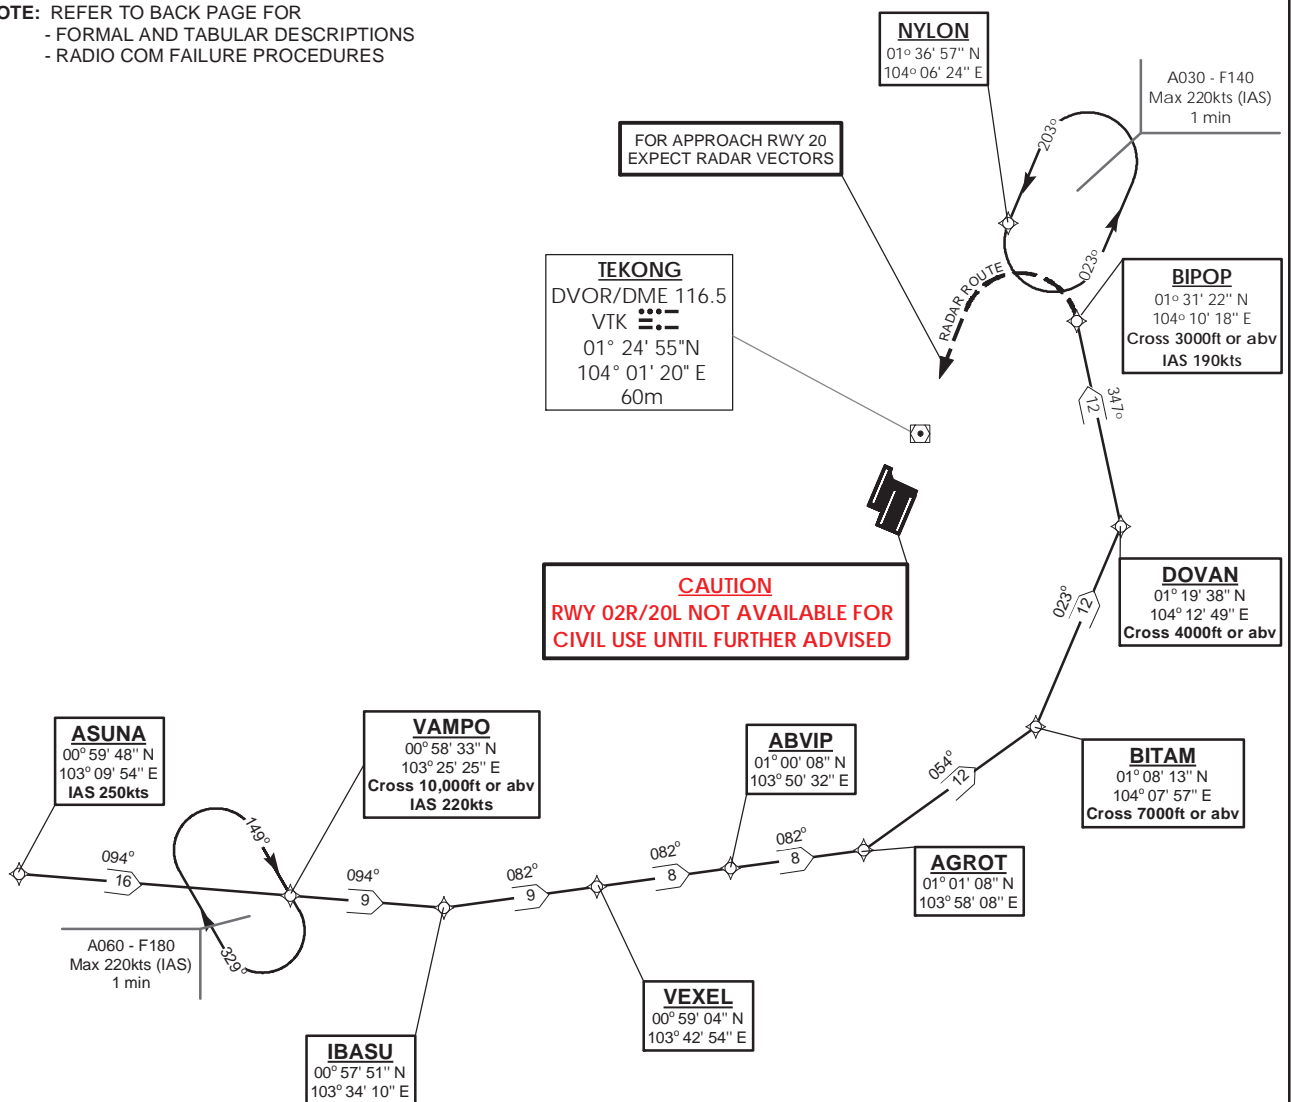 OTE: REFER TO BACK PAGE FOR
- FORMAL AND TABULAR DESCRIPTIONS
- RADIO COM FAILURE PROCEDURES
NYLON
01° 36' 57" N
104° 06' 24" E
A030 - F140
Max 220kts (IAS)
1 min
FOR APPROACH RWY 20
EXPECT RADAR VECTORS
203°
023°
RADAR ROUTE
TEKONG
DVOR/DME 116.5
VTK
01° 24' 55"N
104° 01' 20" E
60m
BIPOP
01° 31' 22" N
104° 10' 18" E
Cross 3000ft or abv
IAS 190kts
347°
12
CAUTION
RWY 02R/20L NOT AVAILABLE FOR
CIVIL USE UNTIL FURTHER ADVISED
DOVAN
01° 19' 38" N
104° 12' 49" E
Cross 4000ft or abv
023°
12
ASUNA
00° 59' 48" N
103° 09' 54" E
IAS 250kts
VAMPO
00° 58' 33" N
103° 25' 25" E
Cross 10,000ft or abv
IAS 220kts
ABVIP
01° 00' 08" N
103° 50' 32" E
BITAM
01° 08' 13" N
104° 07' 57" E
Cross 7000ft or abv
054°
12
149°
329°
094°
16
094°
9
082°
9
082°
8
082°
8
AGROT
01° 01' 08" N
103° 58' 08" E
A060 - F180
Max 220kts (IAS)
1 min
VEXEL
00° 59' 04" N
103° 42' 54" E
IBASU
00° 57' 51" N
103° 34' 10" E